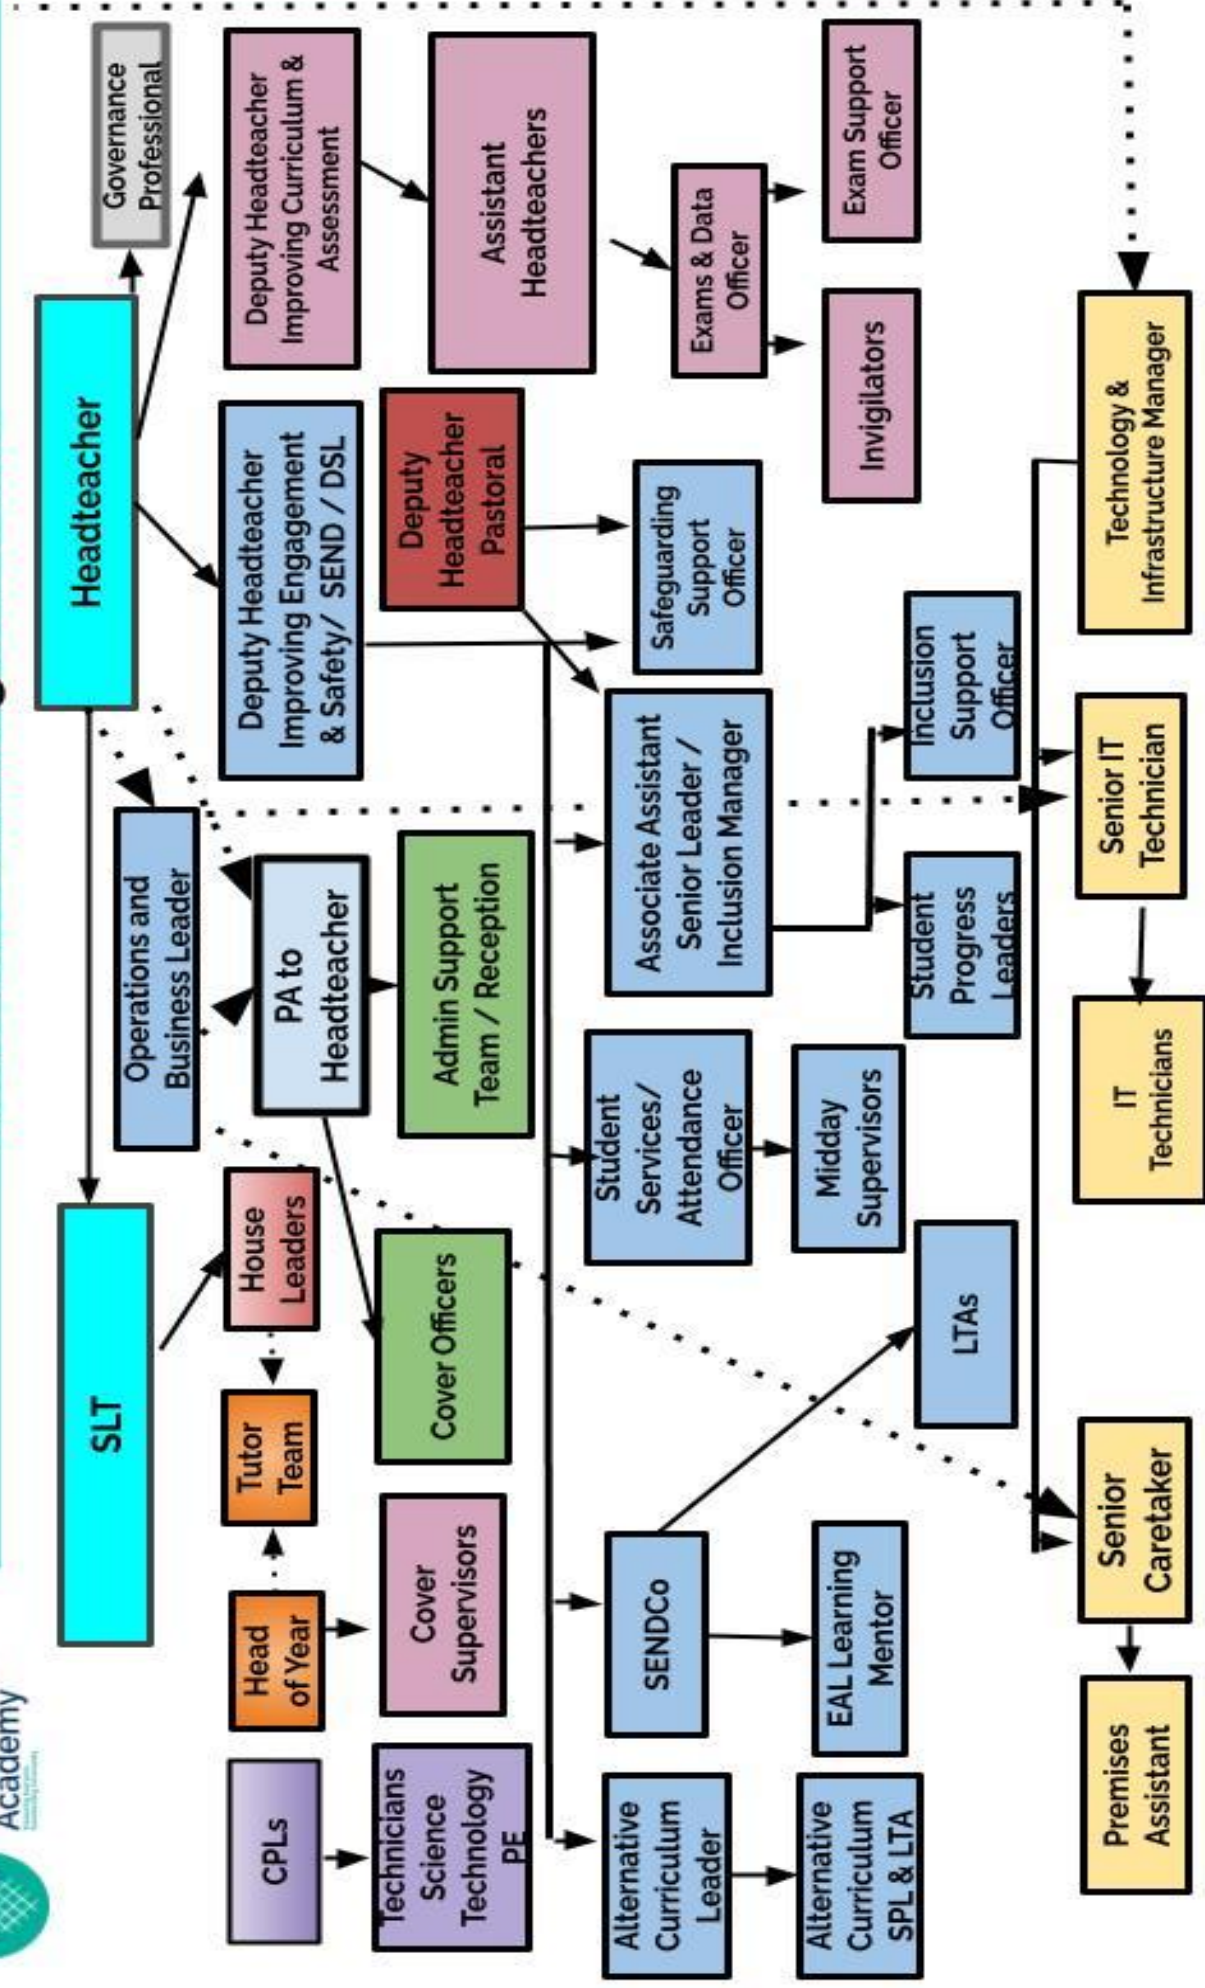 Academy
Headteacher
Governance
Professional
SLT
Operations and
Business Leader
Deputy Headteacher
Improving Engagement
& Safety/ SEND / DSL
Deputy Headteacher
Improving Curriculum &
Assessment
CPLs
Head
of Year
Tutor
Team
House
Leaders
PA to
Headteacher
Deputy
Headteacher
Pastoral
Assistant
Headteachers
Technicians
Science
Technology
PE
Cover
Supervisors
Cover Officers
Admin Support
Team / Reception
Alternative
Curriculum
Leader
SENDCo
Student
Services/
Attendance
Officer
Associate Assistant
Senior Leader /
Inclusion Manager
Safeguarding
Support
Officer
Exams & Data
Officer
Alternative
Curriculum
SPL & LTA
EAL Learning
Mentor
LTAs
Midday
Supervisors
Student
Progress
Leaders
Inclusion
Support
Officer
Invigilators
Exam Support
Officer
Premises
Assistant
Senior
Caretaker
IT
Technicians
Senior IT
Technician
Technology &
Infrastructure Manager